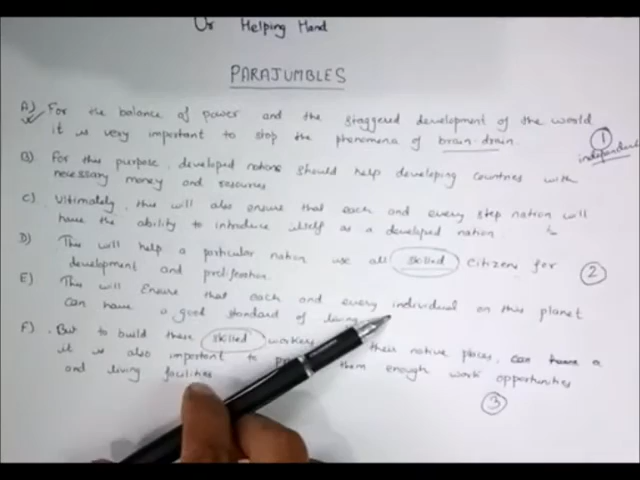 Ur Helping Hand
PARAJUMBLES
A) For the balance of power and the staggered development of the world
it is very important to stop the phenomena of brain-drain.
1
independent
B) For this purpose, developed nations should help developing countries with
necessary money and resources
C) Ultimately, this will also ensure that each and every step nation will
have the ability to introduce itself as a developed nation
D) This will help a particular nation use all skilled citizens for
development and proliferation.
2
E) This will Ensure that each and every individual on this planet
can have a good standard of living
F) But to build these skilled workers their native places, can have a
it is also important to them enough work opportunities
and living facilities
3